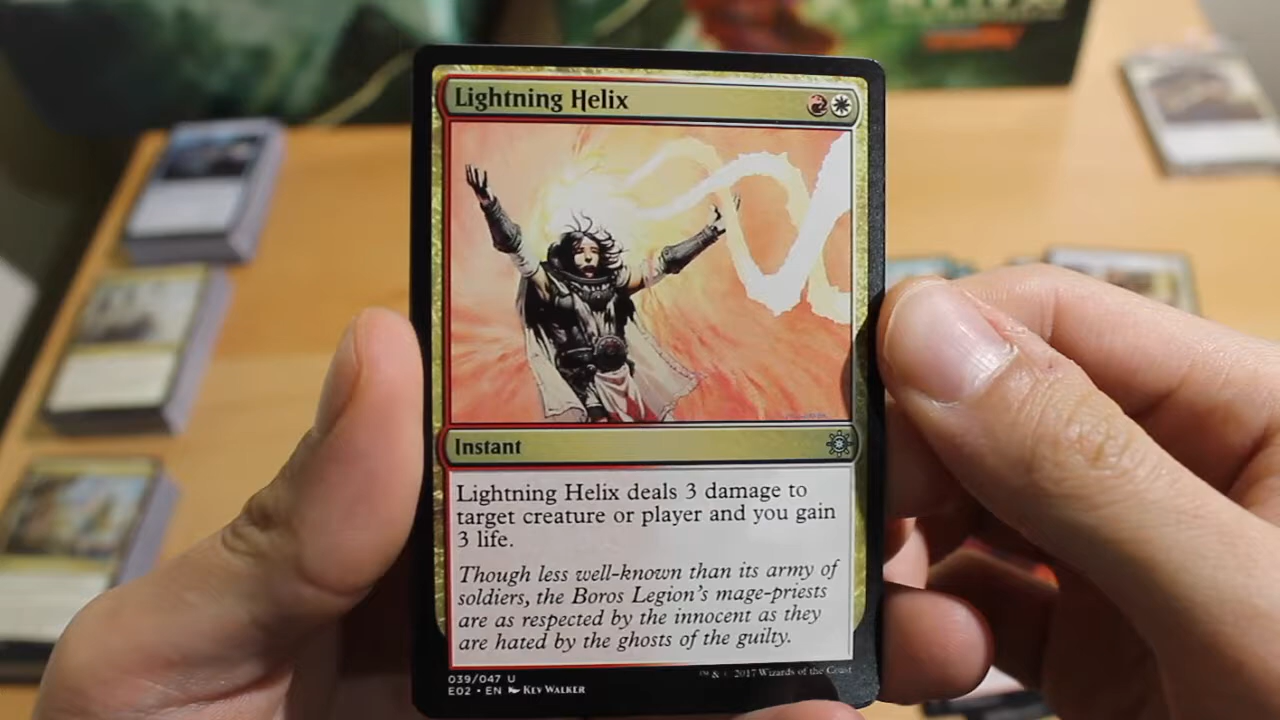 Lightning Helix
Instant
Lightning Helix deals 3 damage to
target creature or player and you gain
3 life.
Though less well-known than its army of
soldiers, the Boros Legion's mage-priests
are as respected by the innocent as they
are hated by the ghosts of the guilty.
039/047 U
E02 • EN Kev Walker
™ & © 2017 Wizards of the Coast